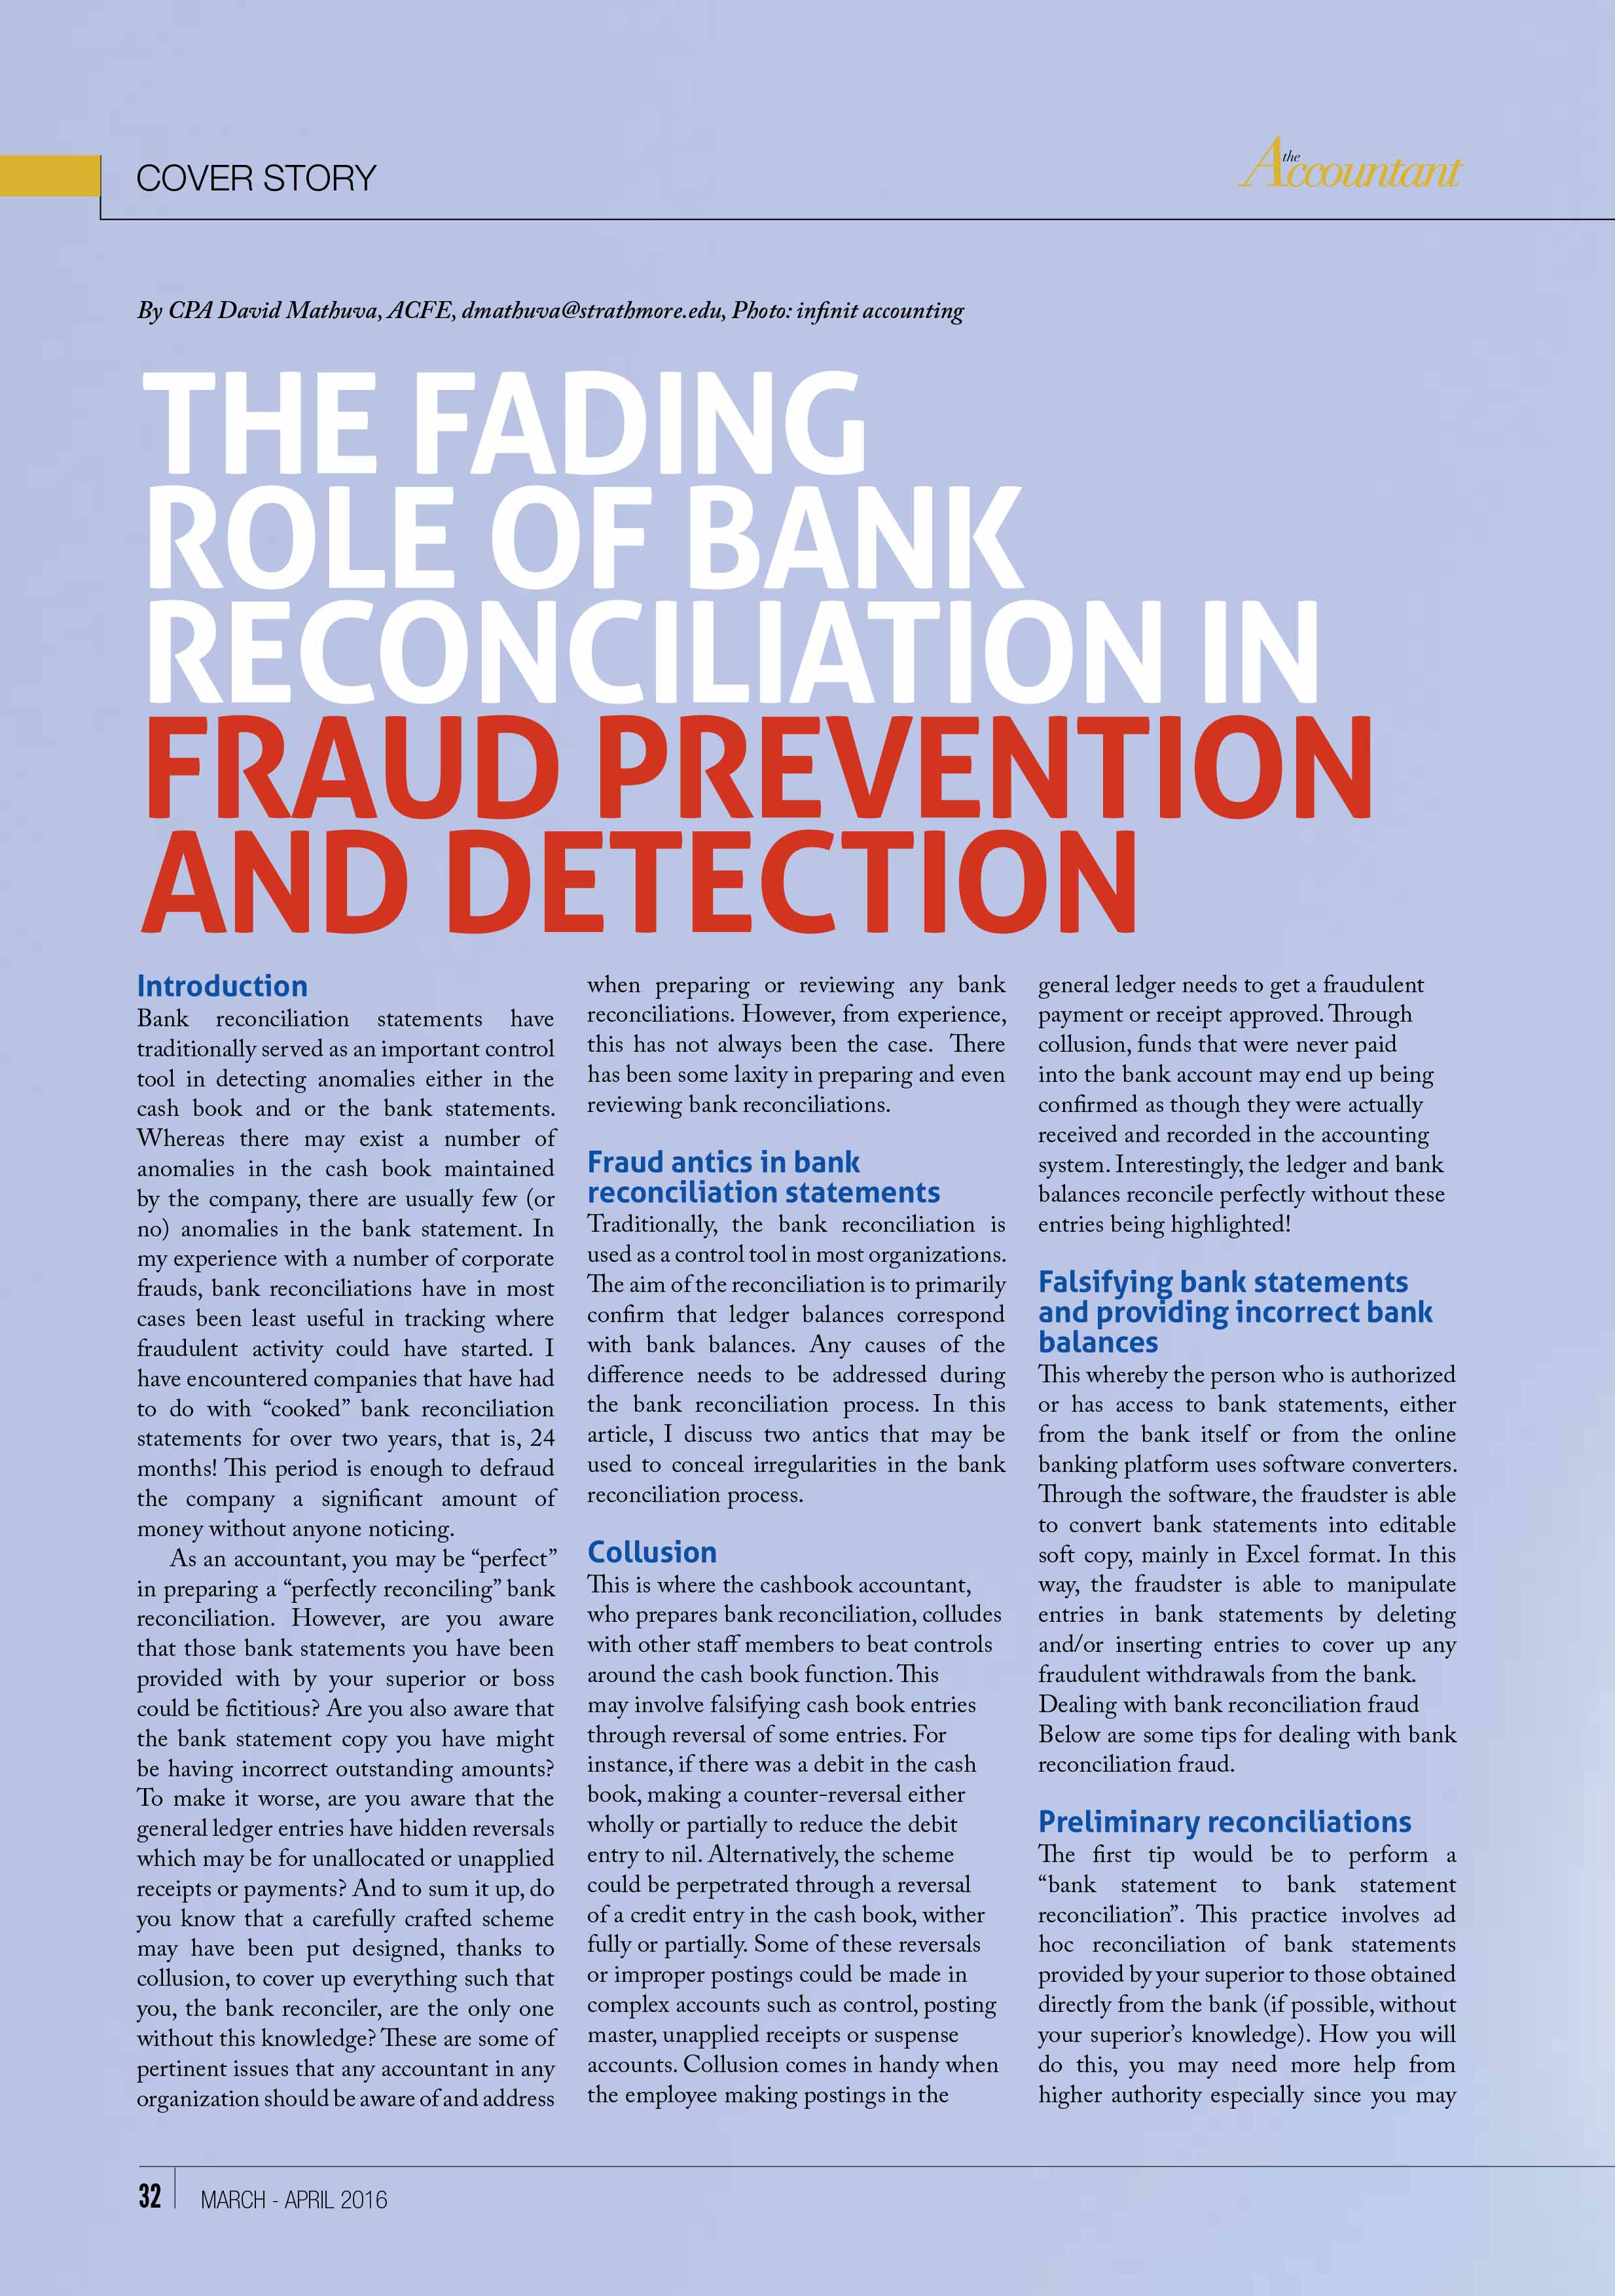 COVER STORY
the Accountant
By CPA David Mathuva, ACFE, dmathuva@strathmore.edu, Photo: infinit accounting
THE FADING
ROLE OF BANK
RECONCILIATION IN
FRAUD PREVENTION
AND DETECTION
Introduction
Bank reconciliation statements have
traditionally served as an important control
tool in detecting anomalies either in the
cash book and or the bank statements.
Whereas there may exist a number of
anomalies in the cash book maintained
by the company, there are usually few (or
no) anomalies in the bank statement. In
my experience with a number of corporate
frauds, bank reconciliations have in most
cases been least useful in tracking where
fraudulent activity could have started. I
have encountered companies that have had
to do with “cooked” bank reconciliation
statements for over two years, that is, 24
months! This period is enough to defraud
the company a significant amount of
money without anyone noticing.
As an accountant, you may be “perfect”
in preparing a “perfectly reconciling” bank
reconciliation. However, are you aware
that those bank statements you have been
provided with by your superior or boss
could be fictitious? Are you also aware that
the bank statement copy you have might
be having incorrect outstanding amounts?
To make it worse, are you aware that the
general ledger entries have hidden reversals
which may be for unallocated or unapplied
receipts or payments? And to sum it up, do
you know that a carefully crafted scheme
may have been put designed, thanks to
collusion, to cover up everything such that
you, the bank reconciler, are the only one
without this knowledge? These are some of
pertinent issues that any accountant in any
organization should be aware of and address
when preparing or reviewing any bank
reconciliations. However, from experience,
this has not always been the case. There
has been some laxity in preparing and even
reviewing bank reconciliations.
Fraud antics in bank
reconciliation statements
Traditionally, the bank reconciliation is
used as a control tool in most organizations.
The aim of the reconciliation is to primarily
confirm that ledger balances correspond
with bank balances. Any causes of the
difference needs to be addressed during
the bank reconciliation process. In this
article, I discuss two antics that may be
used to conceal irregularities in the bank
reconciliation process.
Collusion
This is where the cashbook accountant,
who prepares bank reconciliation, colludes
with other staff members to beat controls
around the cash book function. This
may involve falsifying cash book entries
through reversal of some entries. For
instance, if there was a debit in the cash
book, making a counter-reversal either
wholly or partially to reduce the debit
entry to nil. Alternatively, the scheme
could be perpetrated through a reversal
of a credit entry in the cash book, wither
fully or partially. Some of these reversals
or improper postings could be made in
complex accounts such as control, posting
master, unapplied receipts or suspense
accounts. Collusion comes in handy when
the employee making postings in the
general ledger needs to get a fraudulent
payment or receipt approved. Through
collusion, funds that were never paid
into the bank account may end up being
confirmed as though they were actually
received and recorded in the accounting
system. Interestingly, the ledger and bank
balances reconcile perfectly without these
entries being highlighted!
Falsifying bank statements
and providing incorrect bank
balances
This whereby the person who is authorized
or has access to bank statements, either
from the bank itself or from the online
banking platform uses software converters.
Through the software, the fraudster is able
to convert bank statements into editable
soft copy, mainly in Excel format. In this
way, the fraudster is able to manipulate
entries in bank statements by deleting
and/or inserting entries to cover up any
fraudulent withdrawals from the bank.
Dealing with bank reconciliation fraud
Below are some tips for dealing with bank
reconciliation fraud.
Preliminary reconciliations
The first tip would be to perform a
“bank statement to bank statement
reconciliation”. This practice involves ad
hoc reconciliation of bank statements
provided by your superior to those obtained
directly from the bank (if possible, without
your superior’s knowledge). How you will
do this, you may need more help from
higher authority especially since you may
32 MARCH - APRIL 2016